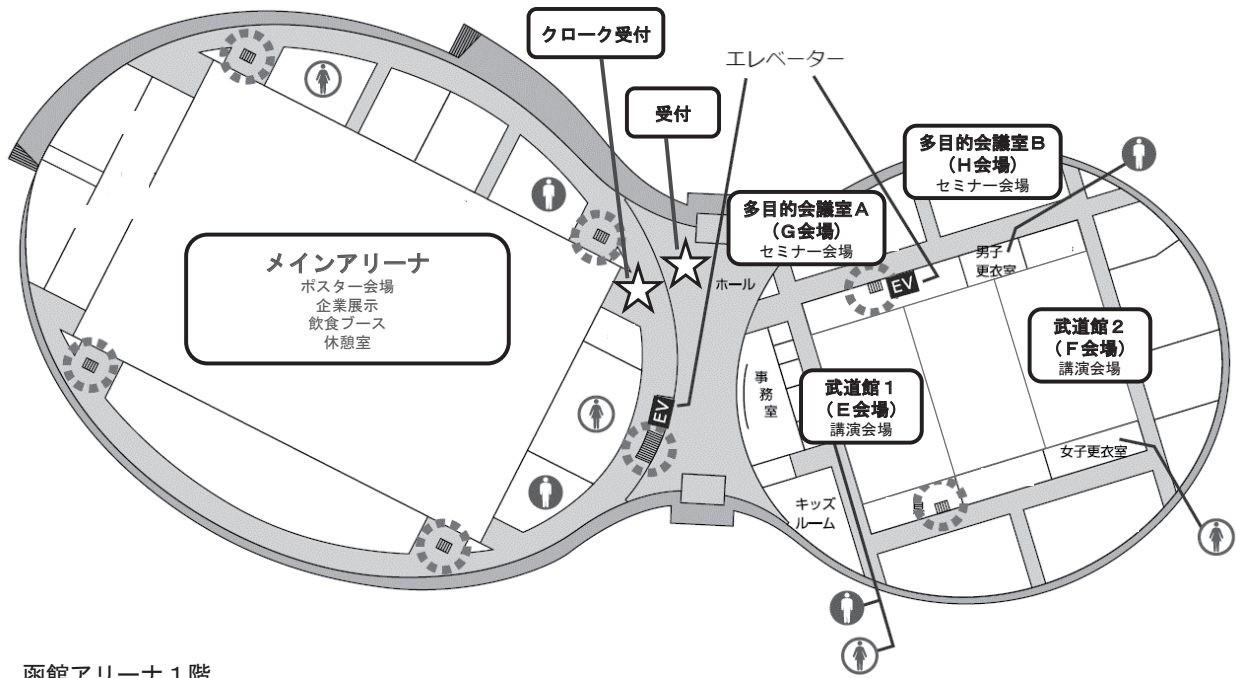 クローク受付
エレベーター
受付
多目的会議室B
(H会場)
セミナー会場
多目的会議室A
(G会場)
セミナー会場
男子
更衣室
EV
ホール
メインアリーナ
ポスター会場
企業展示
飲食ブース
休憩室
武道館2
(F会場)
講演会場
事務室
武道館1
(E会場)
講演会場
EV
女子更衣室
キッズ
ルーム
函館アリーナ1階